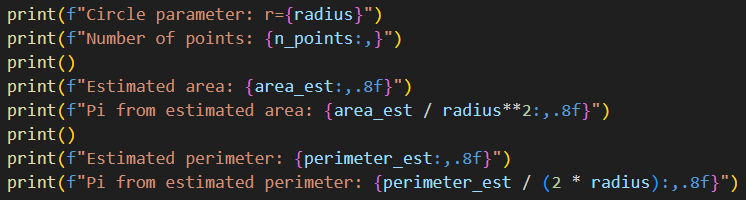 print(f"Circle parameter: r={radius}")
print(f"Number of points: {n_points:,}")
print()
print(f"Estimated area: {area_est:,.8f}")
print(f"Pi from estimated area: {area_est / radius**2:,.8f}")
print()
print(f"Estimated perimeter: {perimeter_est:,.8f}")
print(f"Pi from estimated perimeter: {perimeter_est / (2 * radius):,.8f}")